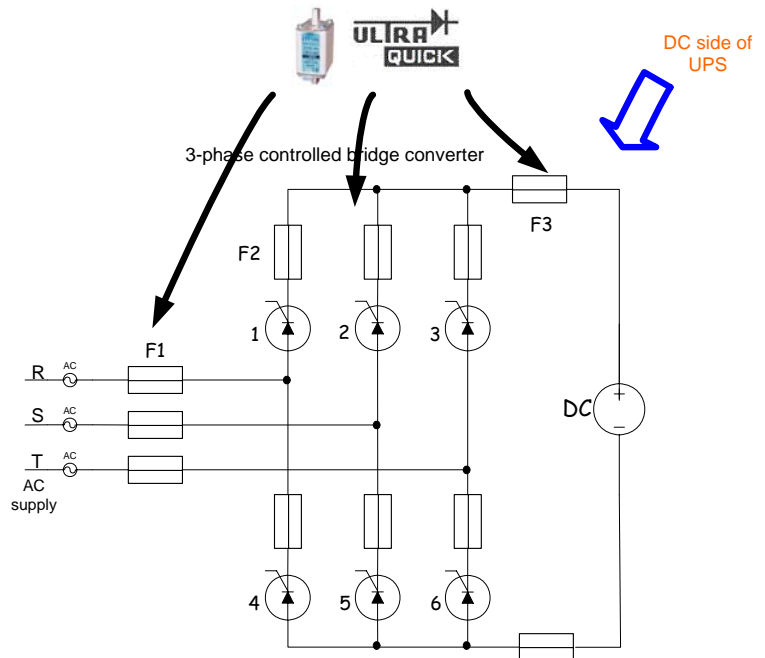 ULTRA
QUICK
DC side of
UPS
3-phase controlled bridge converter
F3
F2
1
2
3
F1
R
AC
S
AC
T
AC
AC
supply
DC
+
–
4
5
6